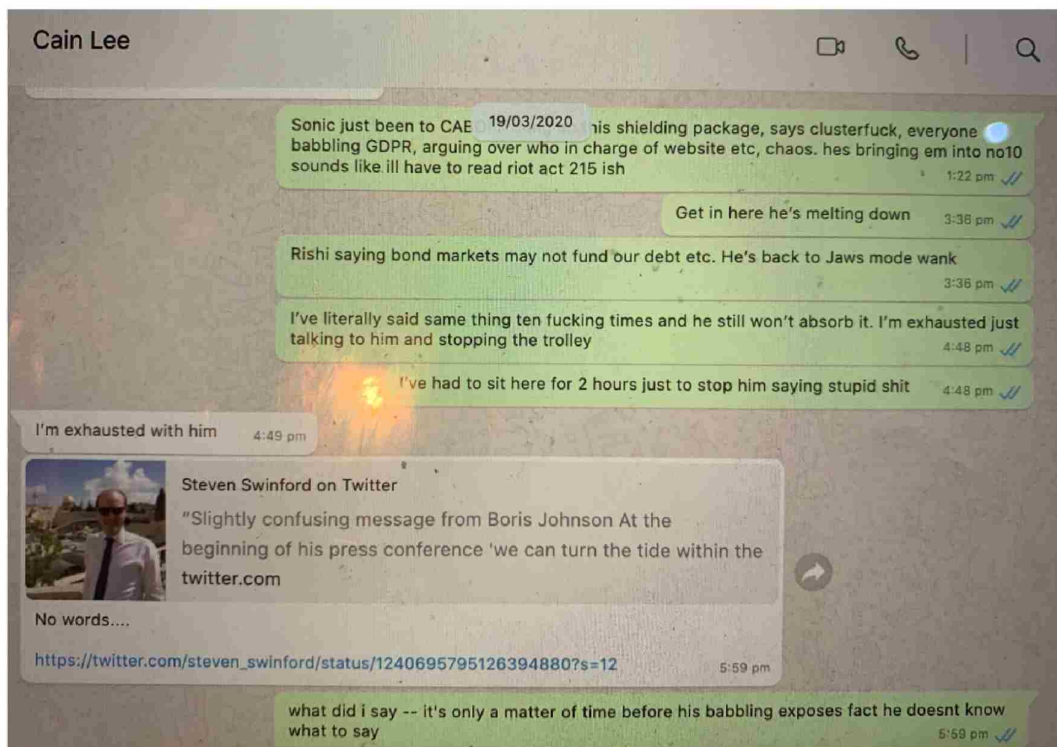 Cain Lee
19/03/2020
Sonic just been to CAB his shielding package, says clusterfuck, everyone
babbling GDPR, arguing over who in charge of website etc, chaos. hes bringing em into no10
sounds like ill have to read riot act 215 ish
1:22 pm
Get in here he's melting down 3:36 pm
Rishi saying bond markets may not fund our debt etc. He's back to Jaws mode wank
3:36 pm
I've literally said same thing ten fucking times and he still won't absorb it. I'm exhausted just
talking to him and stopping the trolley
4:48 pm
I've had to sit here for 2 hours just to stop him saying stupid shit 4:48 pm
I'm exhausted with him 4:49 pm
Steven Swinford on Twitter
"Slightly confusing message from Boris Johnson At the
beginning of his press conference 'we can turn the tide within the
twitter.com
No words....
https://twitter.com/steven_swinford/status/1240695795126394880?s=12 5:59 pm
what did i say -- it's only a matter of time before his babbling exposes fact he doesnt know
what to say
5:59 pm